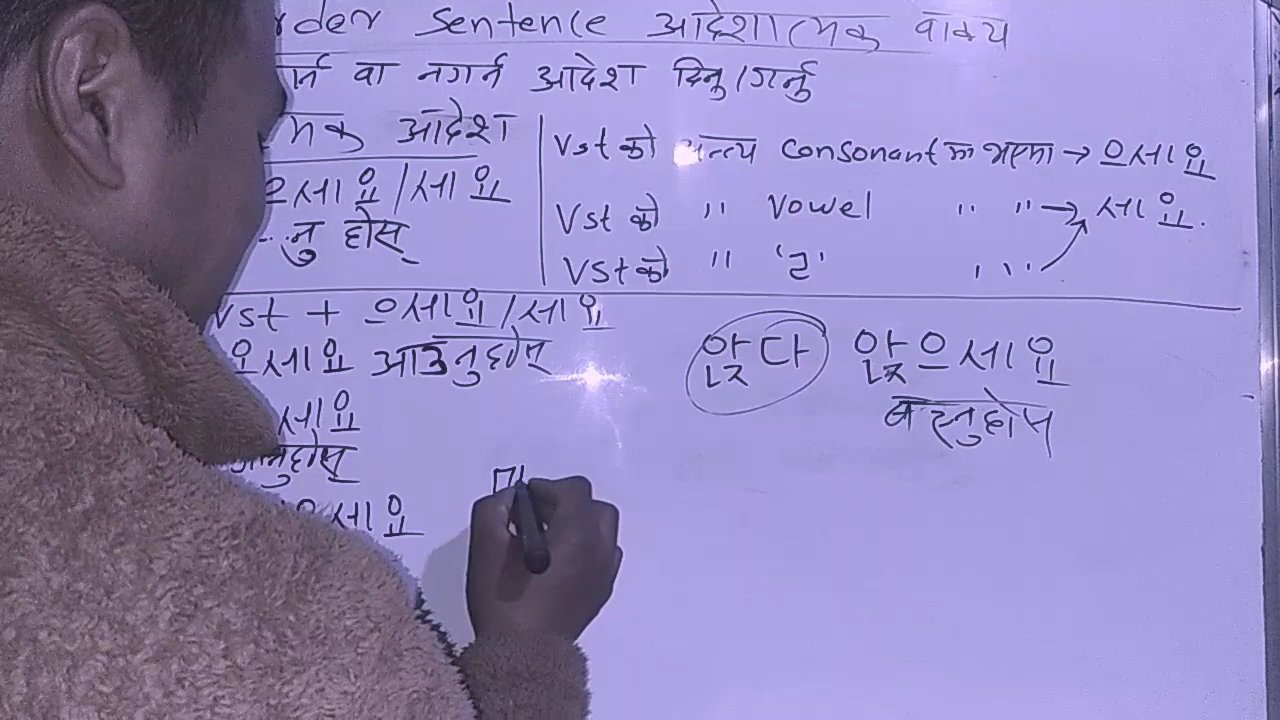 rder Sentence आदेशात्मक वाक्य
र्न वा नगर्न आदेश दिनु/गर्नु
त्मक आदेश
으세요/세요
...नु होस्
Vst को अन्त्य consonant मा भएमा → 으세요
Vst को " vowel " " → 세요.
Vst को " 'ㄹ' " "
vst + 으세요/세요
으세요 आउनुहोस्
세요
जानुहोस्
으세요
앉다 앉으세요
बस्नुहोस्